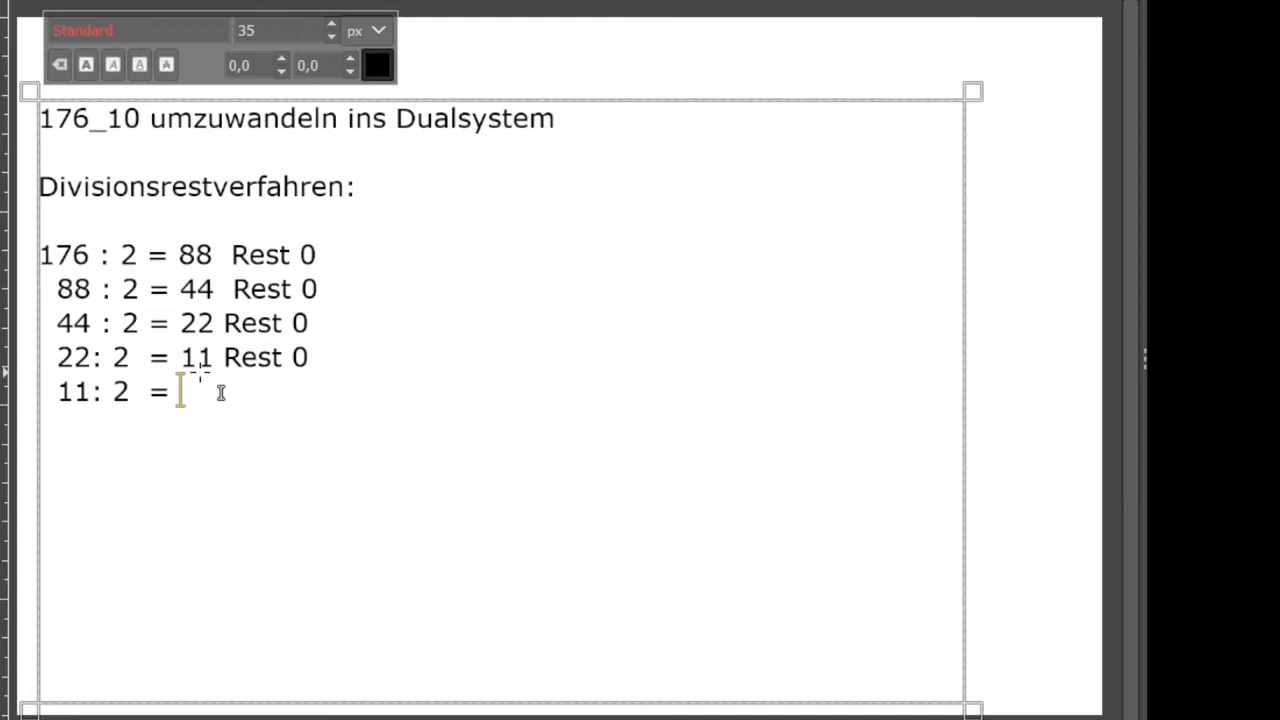 Standard 35 px
0,0 0,0
176_10 umzuwandeln ins Dualsystem
Divisionsrestverfahren:
176 : 2 = 88 Rest 0
88 : 2 = 44 Rest 0
44 : 2 = 22 Rest 0
22: 2 = 11 Rest 0
11: 2 =